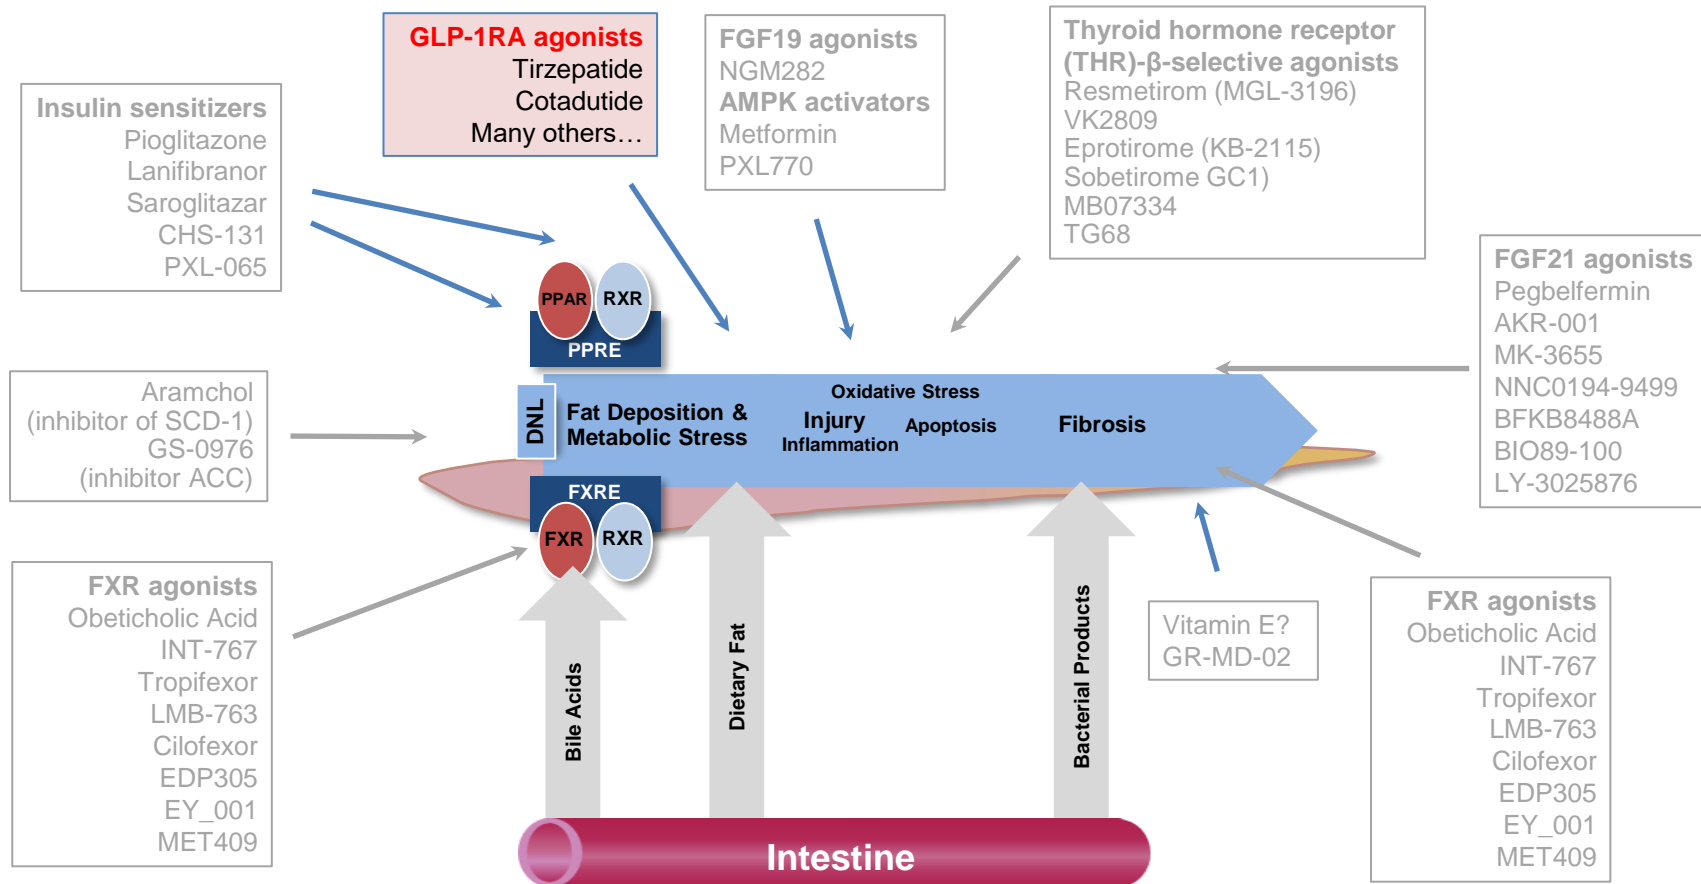 GLP-1RA agonists
Tirzepatide
Cotadutide
Many others…
FGF19 agonists
NGM282
AMPK activators
Metformin
PXL770
Thyroid hormone receptor
(THR)-β-selective agonists
Resmetirom (MGL-3196)
VK2809
Eprotirome (KB-2115)
Sobetirome GC1)
MB07334
TG68
Insulin sensitizers
Pioglitazone
Lanifibranor
Saroglitazar
CHS-131
PXL-065
FGF21 agonists
Pegbelfermin
AKR-001
MK-3655
NNC0194-9499
BFKB8488A
BIO89-100
LY-3025876
PPAR
RXR
PPRE
Aramchol
(inhibitor of SCD-1)
GS-0976
(inhibitor ACC)
DNL
Fat Deposition &
Metabolic Stress
Oxidative Stress
Injury
Apoptosis
Inflammation
Fibrosis
FXRE
FXR
RXR
FXR agonists
Obeticholic Acid
INT-767
Tropifexor
LMB-763
Cilofexor
EDP305
EY_001
MET409
Bile Acids
Dietary Fat
Bacterial Products
Vitamin E?
GR-MD-02
FXR agonists
Obeticholic Acid
INT-767
Tropifexor
LMB-763
Cilofexor
EDP305
EY_001
MET409
Intestine